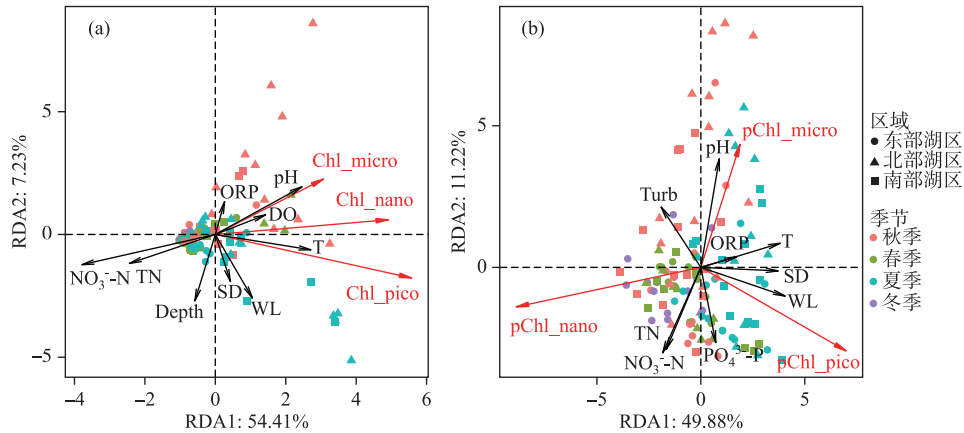 (a)
5
0
−5
RDA2: 7.23%
Chl_micro
pH
Chl_nano
ORP
DO
T
NO₃⁻-N TN
SD
Depth
WL
Chl_pico
−4
−2
0
2
4
6
RDA1: 54.41%
(b)
5
0
RDA2: 11.22%
pChl_micro
pH
Turb
ORP
T
SD
WL
pChl_nano
TN
NO₃⁻-N
PO₄³⁻-P
pChl_pico
−5
0
5
RDA1: 49.88%
区域
东部湖区
北部湖区
南部湖区
季节
秋季
春季
夏季
冬季